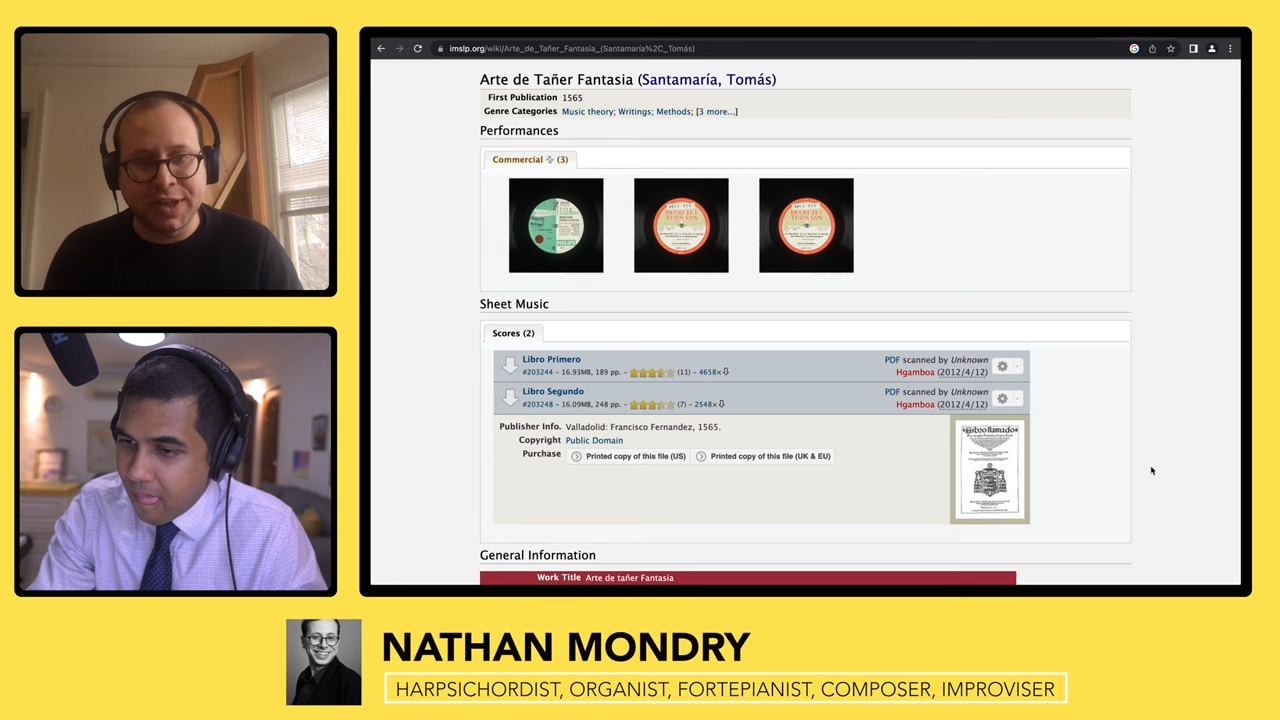 imslp.org/wiki/Arte_de_Tañer_Fantasia_(Santamaría%2C_Tomás)
Arte de Tañer Fantasia (Santamaría, Tomás)
First Publication 1565
Genre Categories Music theory; Writings; Methods; [3 more...]
Performances
Commercial (3)
PHILIPS
DUCRETET
THOMSON
DUCRETET
THOMSON
Sheet Music
Scores (2)
Libro Primero
#203244 – 16.93MB, 189 pp. – (11) – 4658×
PDF scanned by Unknown
Hgamboa (2012/4/12)
Libro Segundo
#203248 – 16.09MB, 248 pp. – (7) – 2548×
PDF scanned by Unknown
Hgamboa (2012/4/12)
Publisher Info. Valladolid: Francisco Fernandez, 1565.
Copyright Public Domain
Purchase Printed copy of this file (US) Printed copy of this file (UK & EU)
General Information
Work Title Arte de tañer Fantasia
NATHAN MONDRY
HARPSICHORDIST, ORGANIST, FORTEPIANIST, COMPOSER, IMPROVISER